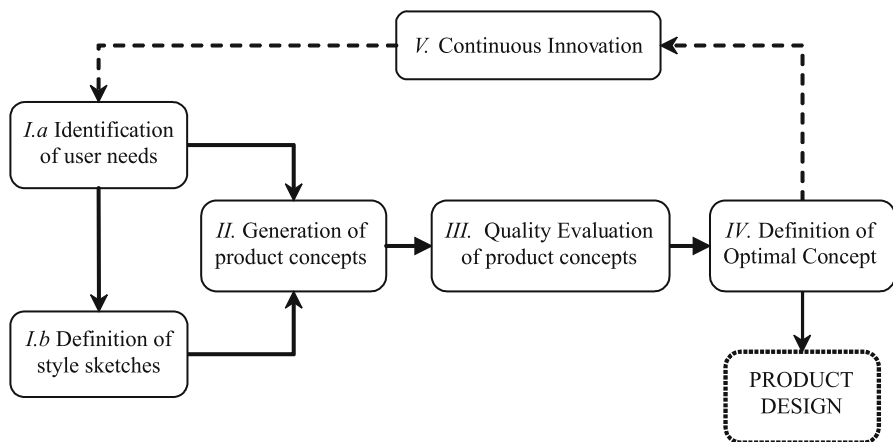 V. Continuous Innovation
I.a Identification
of user needs
II. Generation of
product concepts
III. Quality Evaluation
of product concepts
IV. Definition of
Optimal Concept
I.b Definition of
style sketches
PRODUCT
DESIGN